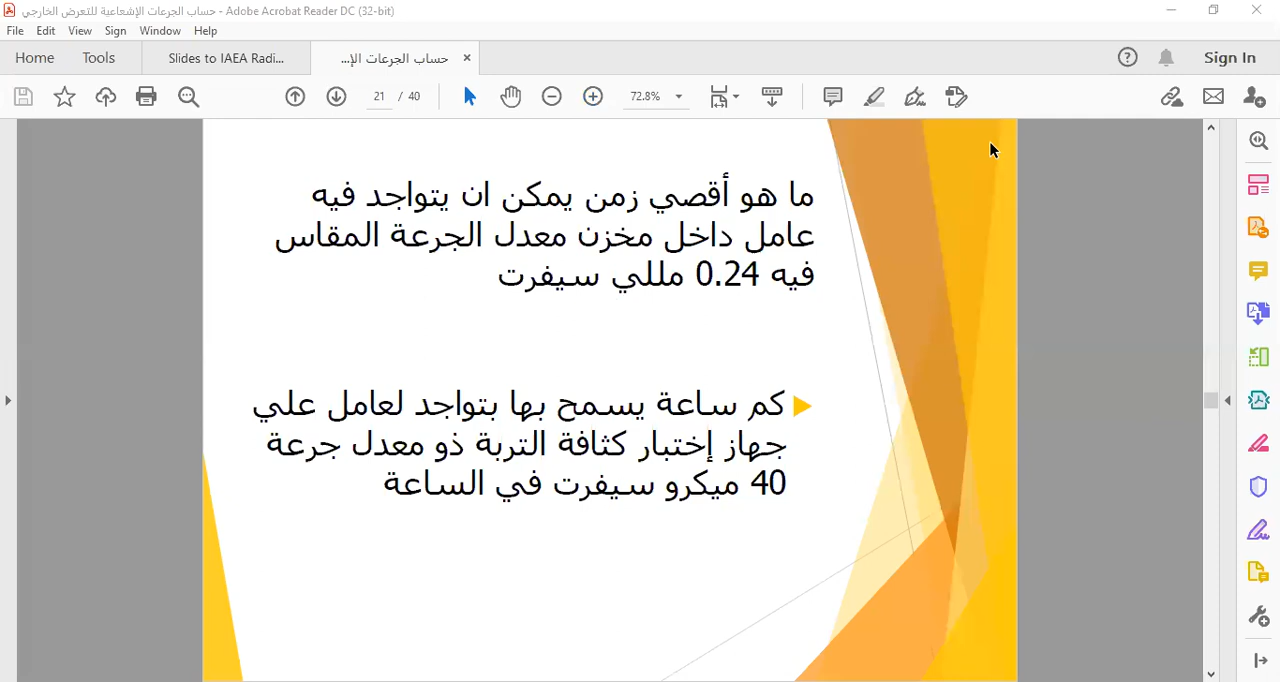 حساب الجرعات الإشعاعية للتعرض الخارجي - Adobe Acrobat Reader DC (32-bit)
File Edit View Sign Window Help
Home Tools Slides to IAEA Radi... حساب الجرعات الإ... × Sign In
21 / 40 72.8%
ما هو أقصي زمن يمكن ان يتواجد فيه
عامل داخل مخزن معدل الجرعة المقاس
فيه 0.24 مللي سيفرت
كم ساعة يسمح بها بتواجد لعامل علي
جهاز إختبار كثافة التربة ذو معدل جرعة
40 ميكرو سيفرت في الساعة